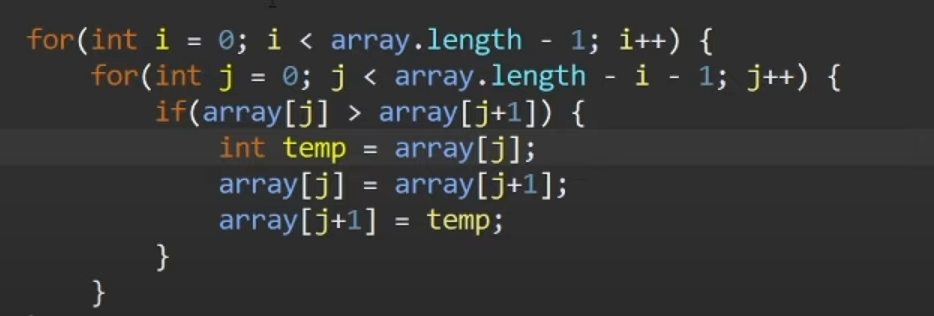 for(int i = 0; i < array.length - 1; i++) {
    for(int j = 0; j < array.length - i - 1; j++) {
        if(array[j] > array[j+1]) {
            int temp = array[j];
            array[j] = array[j+1];
            array[j+1] = temp;
        }
    }